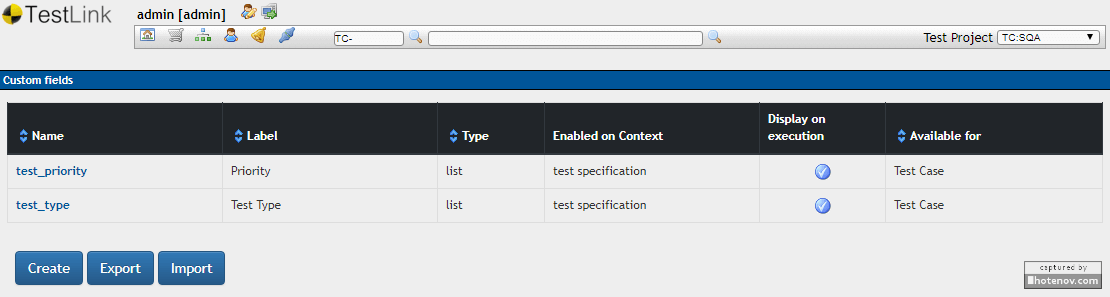 TestLink
admin [admin]
TC-
Test Project TC:SQA
Custom fields
Name Label Type Enabled on Context Display on execution Available for
test_priority Priority list test specification Test Case
test_type Test Type list test specification Test Case
Create Export Import
captured by
hotenov.com